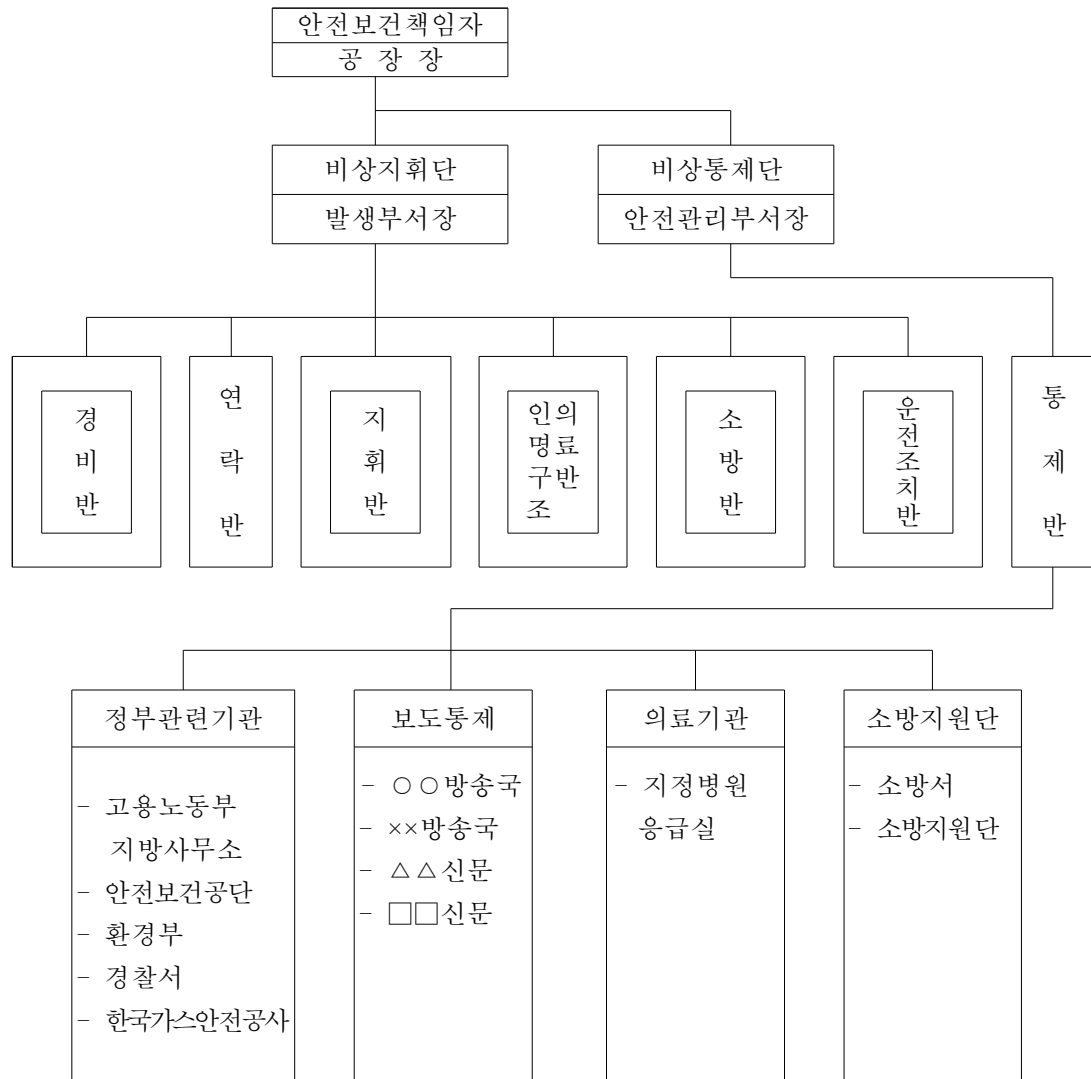 안전보건책임자
공 장 장
비상지휘단
발생부서장
비상통제단
안전관리부서장
경비반
연락반
지휘반
인명구조
의료반
소방반
운전조치반
통제반
정부관련기관
- 고용노동부
지방사무소
- 안전보건공단
- 환경부
- 경찰서
- 한국가스안전공사
보도통제
- ○○방송국
- ××방송국
- △△신문
- □□신문
의료기관
- 지정병원
응급실
소방지원단
- 소방서
- 소방지원단